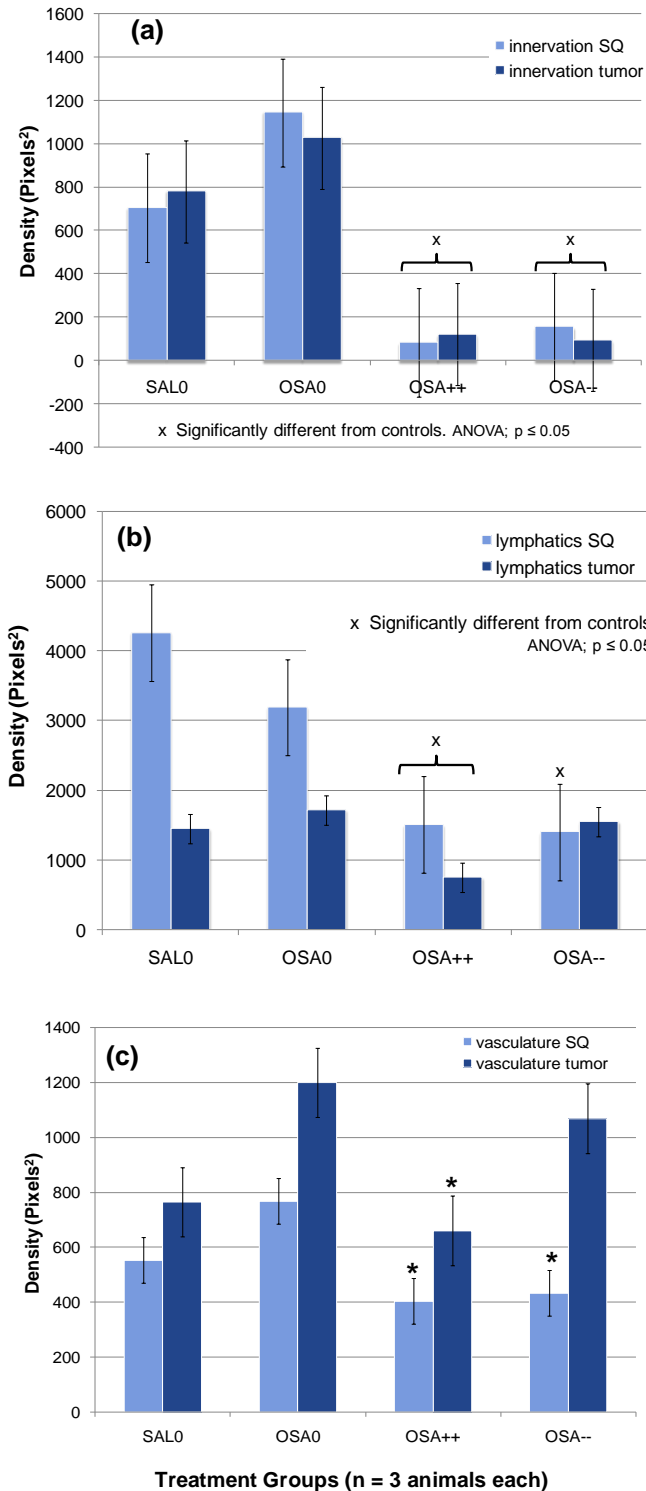 (a)
innervation SQ
innervation tumor
Density (Pixels²)
1600
1400
1200
1000
800
600
400
200
0
-200
-400
x
x
SAL0
OSA0
OSA++
OSA--
x Significantly different from controls. ANOVA; p ≤ 0.05
(b)
lymphatics SQ
lymphatics tumor
x Significantly different from controls
ANOVA; p ≤ 0.05
Density (Pixels²)
6000
5000
4000
3000
2000
1000
0
x
x
SAL0
OSA0
OSA++
OSA--
(c)
vasculature SQ
vasculature tumor
Density (Pixels²)
1400
1200
1000
800
600
400
200
0
*
*
*
SAL0
OSA0
OSA++
OSA--
Treatment Groups (n = 3 animals each)